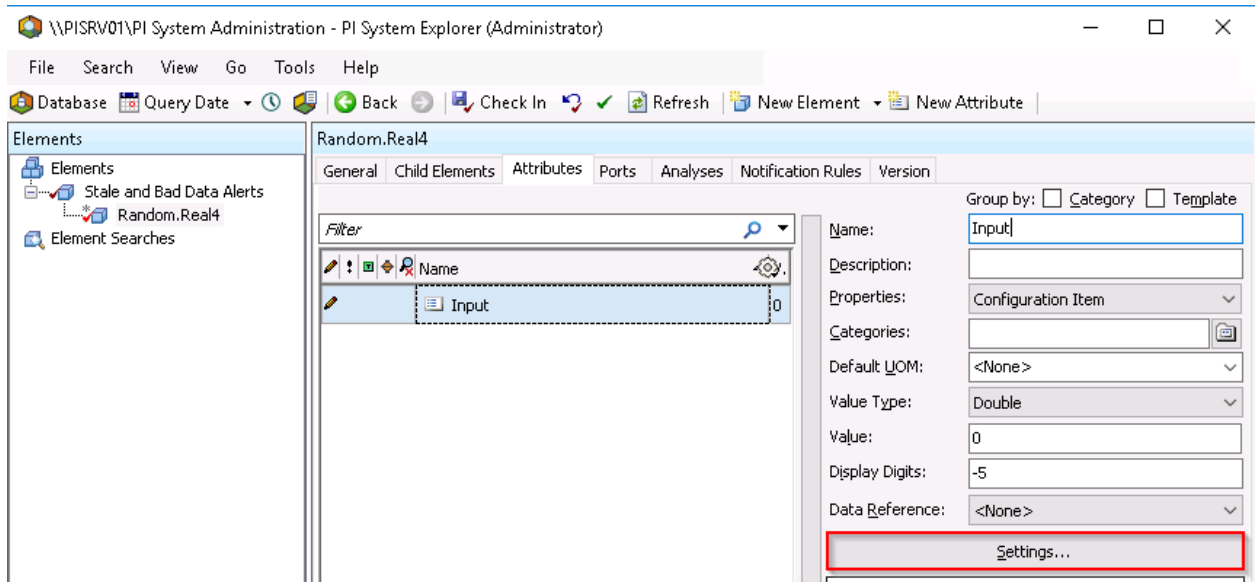 \\PISRV01\PI System Administration - PI System Explorer (Administrator)
File Search View Go Tools Help
Database Query Date Back Check In Refresh New Element New Attribute
Elements
Elements
Stale and Bad Data Alerts
Random.Real4
Element Searches
Random.Real4
General Child Elements Attributes Ports Analyses Notification Rules Version
Group by: Category Template
Filter
Name
Input 0
Name: Input
Description:
Properties: Configuration Item
Categories:
Default UOM: <None>
Value Type: Double
Value: 0
Display Digits: -5
Data Reference: <None>
Settings...